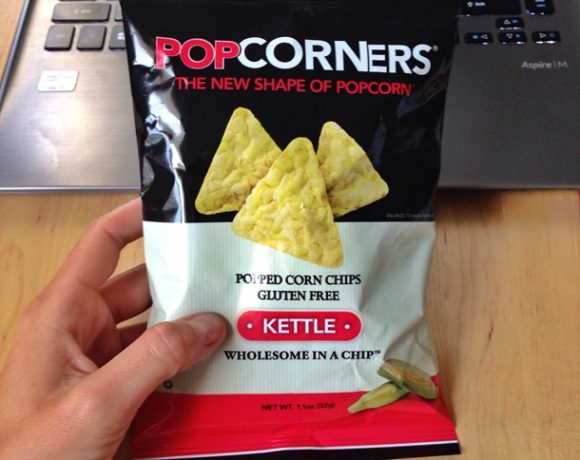 POPCORNERS®
THE NEW SHAPE OF POPCORN
Aspire | M
POPPED CORN CHIPS
GLUTEN FREE
• KETTLE •
WHOLESOME IN A CHIP™
NET WT. 1.1oz (32g)